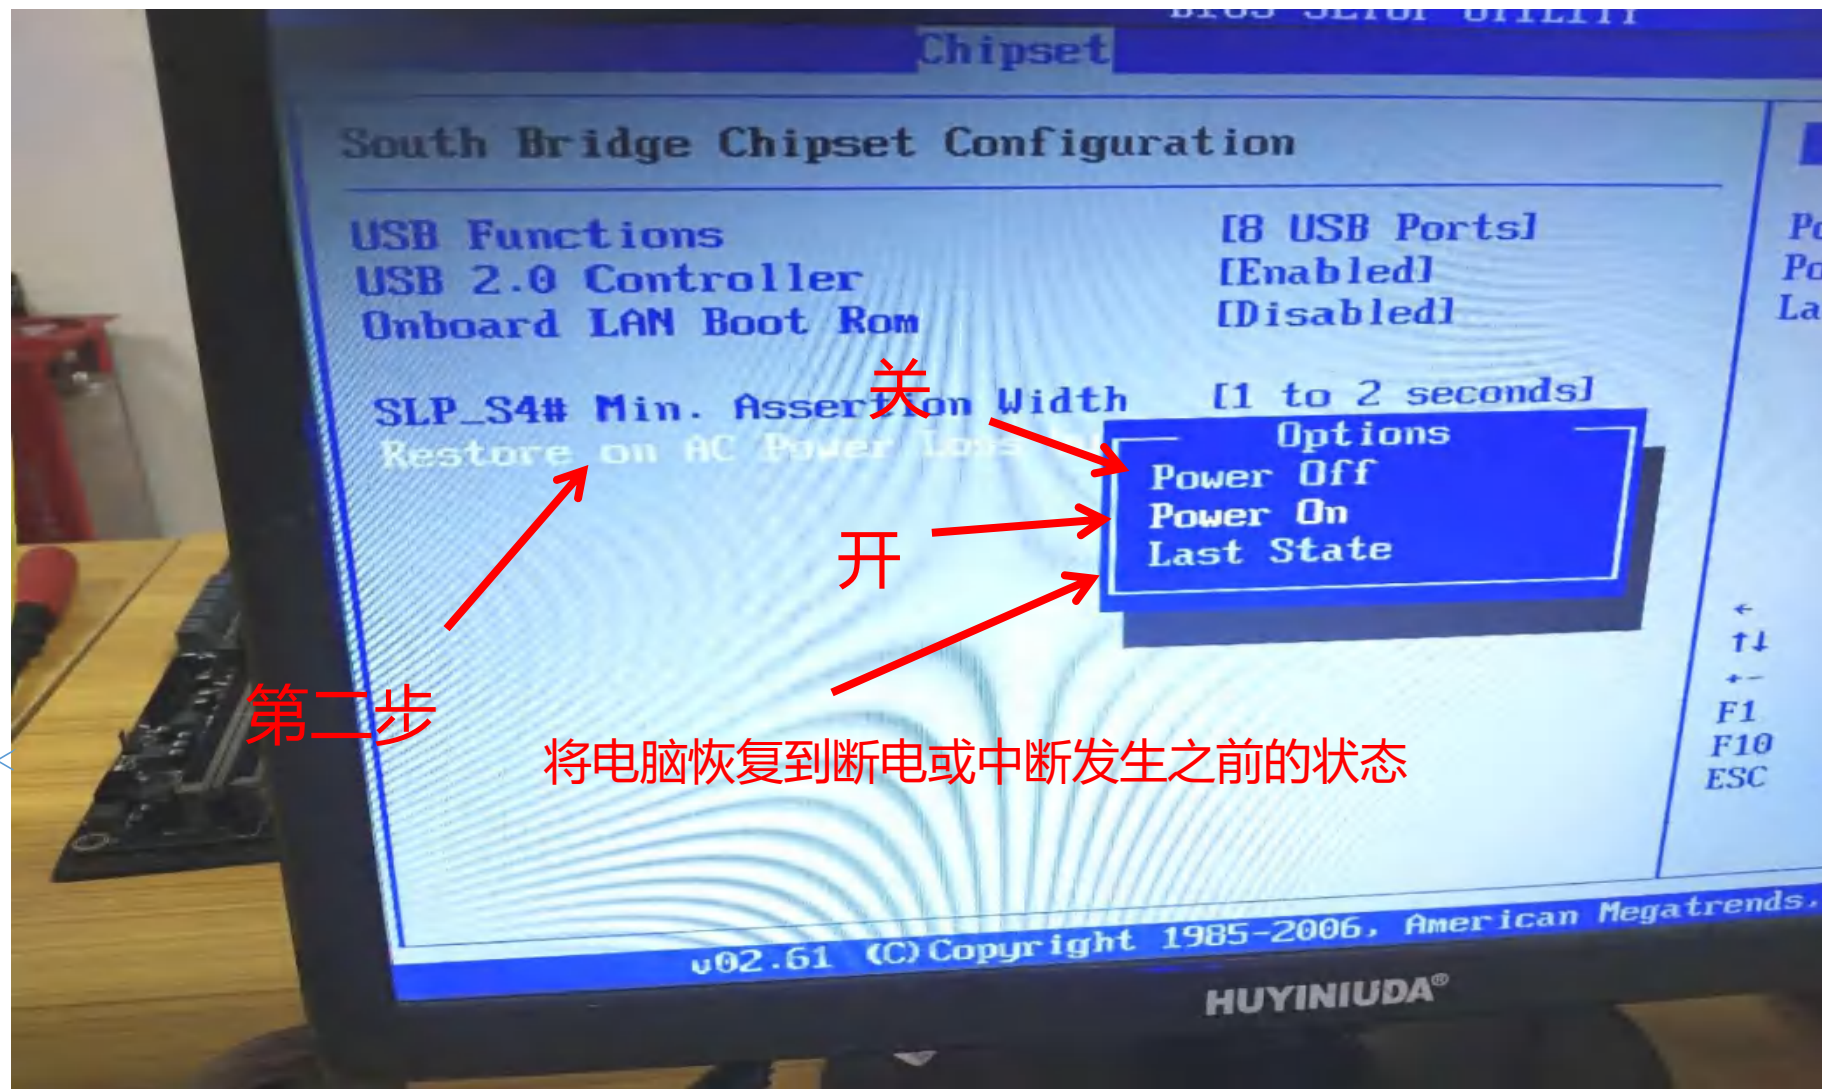 BIOS SETUP UTILITY
Chipset
South Bridge Chipset Configuration
USB Functions [8 USB Ports]
USB 2.0 Controller [Enabled]
Onboard LAN Boot Rom [Disabled]
关
SLP_S4# Min. Assertion Width [1 to 2 seconds]
Restore on AC Power Loss
Options
Power Off
Power On
Last State
开
第二步
将电脑恢复到断电或中断发生之前的状态
←
↑↓
+-
F1
F10
ESC
v02.61 (C)Copyright 1985-2006, American Megatrends,
HUYINIUDA®